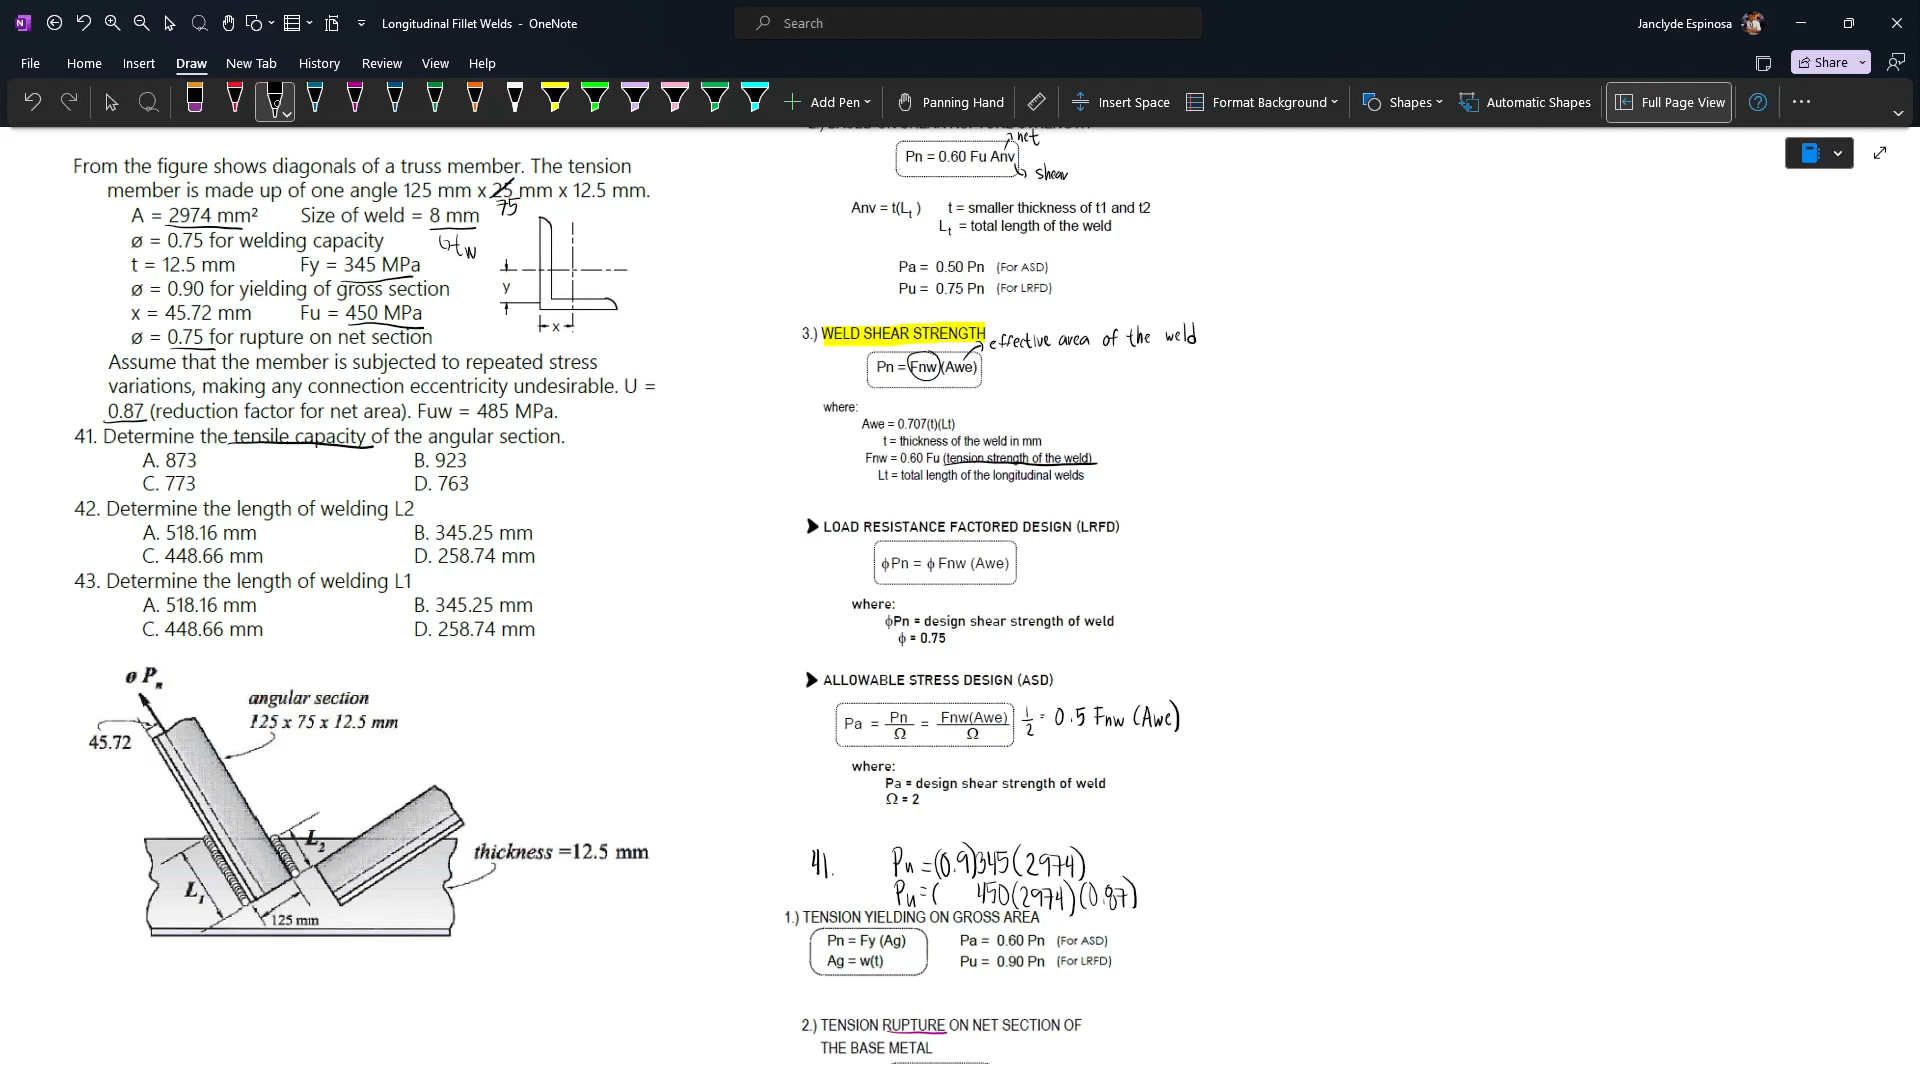 Longitudinal Fillet Welds - OneNote
Search
Janclyde Espinosa
File Home Insert Draw New Tab History Review View Help
Share
Add Pen
Panning Hand
Insert Space
Format Background
Shapes
Automatic Shapes
Full Page View
From the figure shows diagonals of a truss member. The tension
member is made up of one angle 125 mm x 25 mm x 12.5 mm.
75
A = 2974 mm² Size of weld = 8 mm
tw
ø = 0.75 for welding capacity
t = 12.5 mm Fy = 345 MPa
ø = 0.90 for yielding of gross section
x = 45.72 mm Fu = 450 MPa
ø = 0.75 for rupture on net section
y
x
Assume that the member is subjected to repeated stress
variations, making any connection eccentricity undesirable. U =
0.87 (reduction factor for net area). Fuw = 485 MPa.
41. Determine the tensile capacity of the angular section.
A. 873 B. 923
C. 773 D. 763
42. Determine the length of welding L2
A. 518.16 mm B. 345.25 mm
C. 448.66 mm D. 258.74 mm
43. Determine the length of welding L1
A. 518.16 mm B. 345.25 mm
C. 448.66 mm D. 258.74 mm
ø Pn
angular section
125 x 75 x 12.5 mm
45.72
L2
thickness =12.5 mm
L1
125 mm
net
Pn = 0.60 Fu Anv
shear
Anv = t(Lt ) t = smaller thickness of t1 and t2
Lt = total length of the weld
Pa = 0.50 Pn (For ASD)
Pu = 0.75 Pn (For LRFD)
3.) WELD SHEAR STRENGTH
effective area of the weld
Pn = Fnw (Awe)
where:
Awe = 0.707(t)(Lt)
t = thickness of the weld in mm
Fnw = 0.60 Fu (tension strength of the weld)
Lt = total length of the longitudinal welds
LOAD RESISTANCE FACTORED DESIGN (LRFD)
ϕPn = ϕ Fnw (Awe)
where:
ϕPn = design shear strength of weld
ϕ = 0.75
ALLOWABLE STRESS DESIGN (ASD)
Pa = Pn/Ω = Fnw(Awe)/Ω 1/2 = 0.5 Fnw (Awe)
where:
Pa = design shear strength of weld
Ω = 2
41. Pn = (0.9)345(2974)
Pu = ( 450(2974)(0.87)
1.) TENSION YIELDING ON GROSS AREA
Pn = Fy (Ag) Pa = 0.60 Pn (For ASD)
Ag = w(t) Pu = 0.90 Pn (For LRFD)
2.) TENSION RUPTURE ON NET SECTION OF
THE BASE METAL